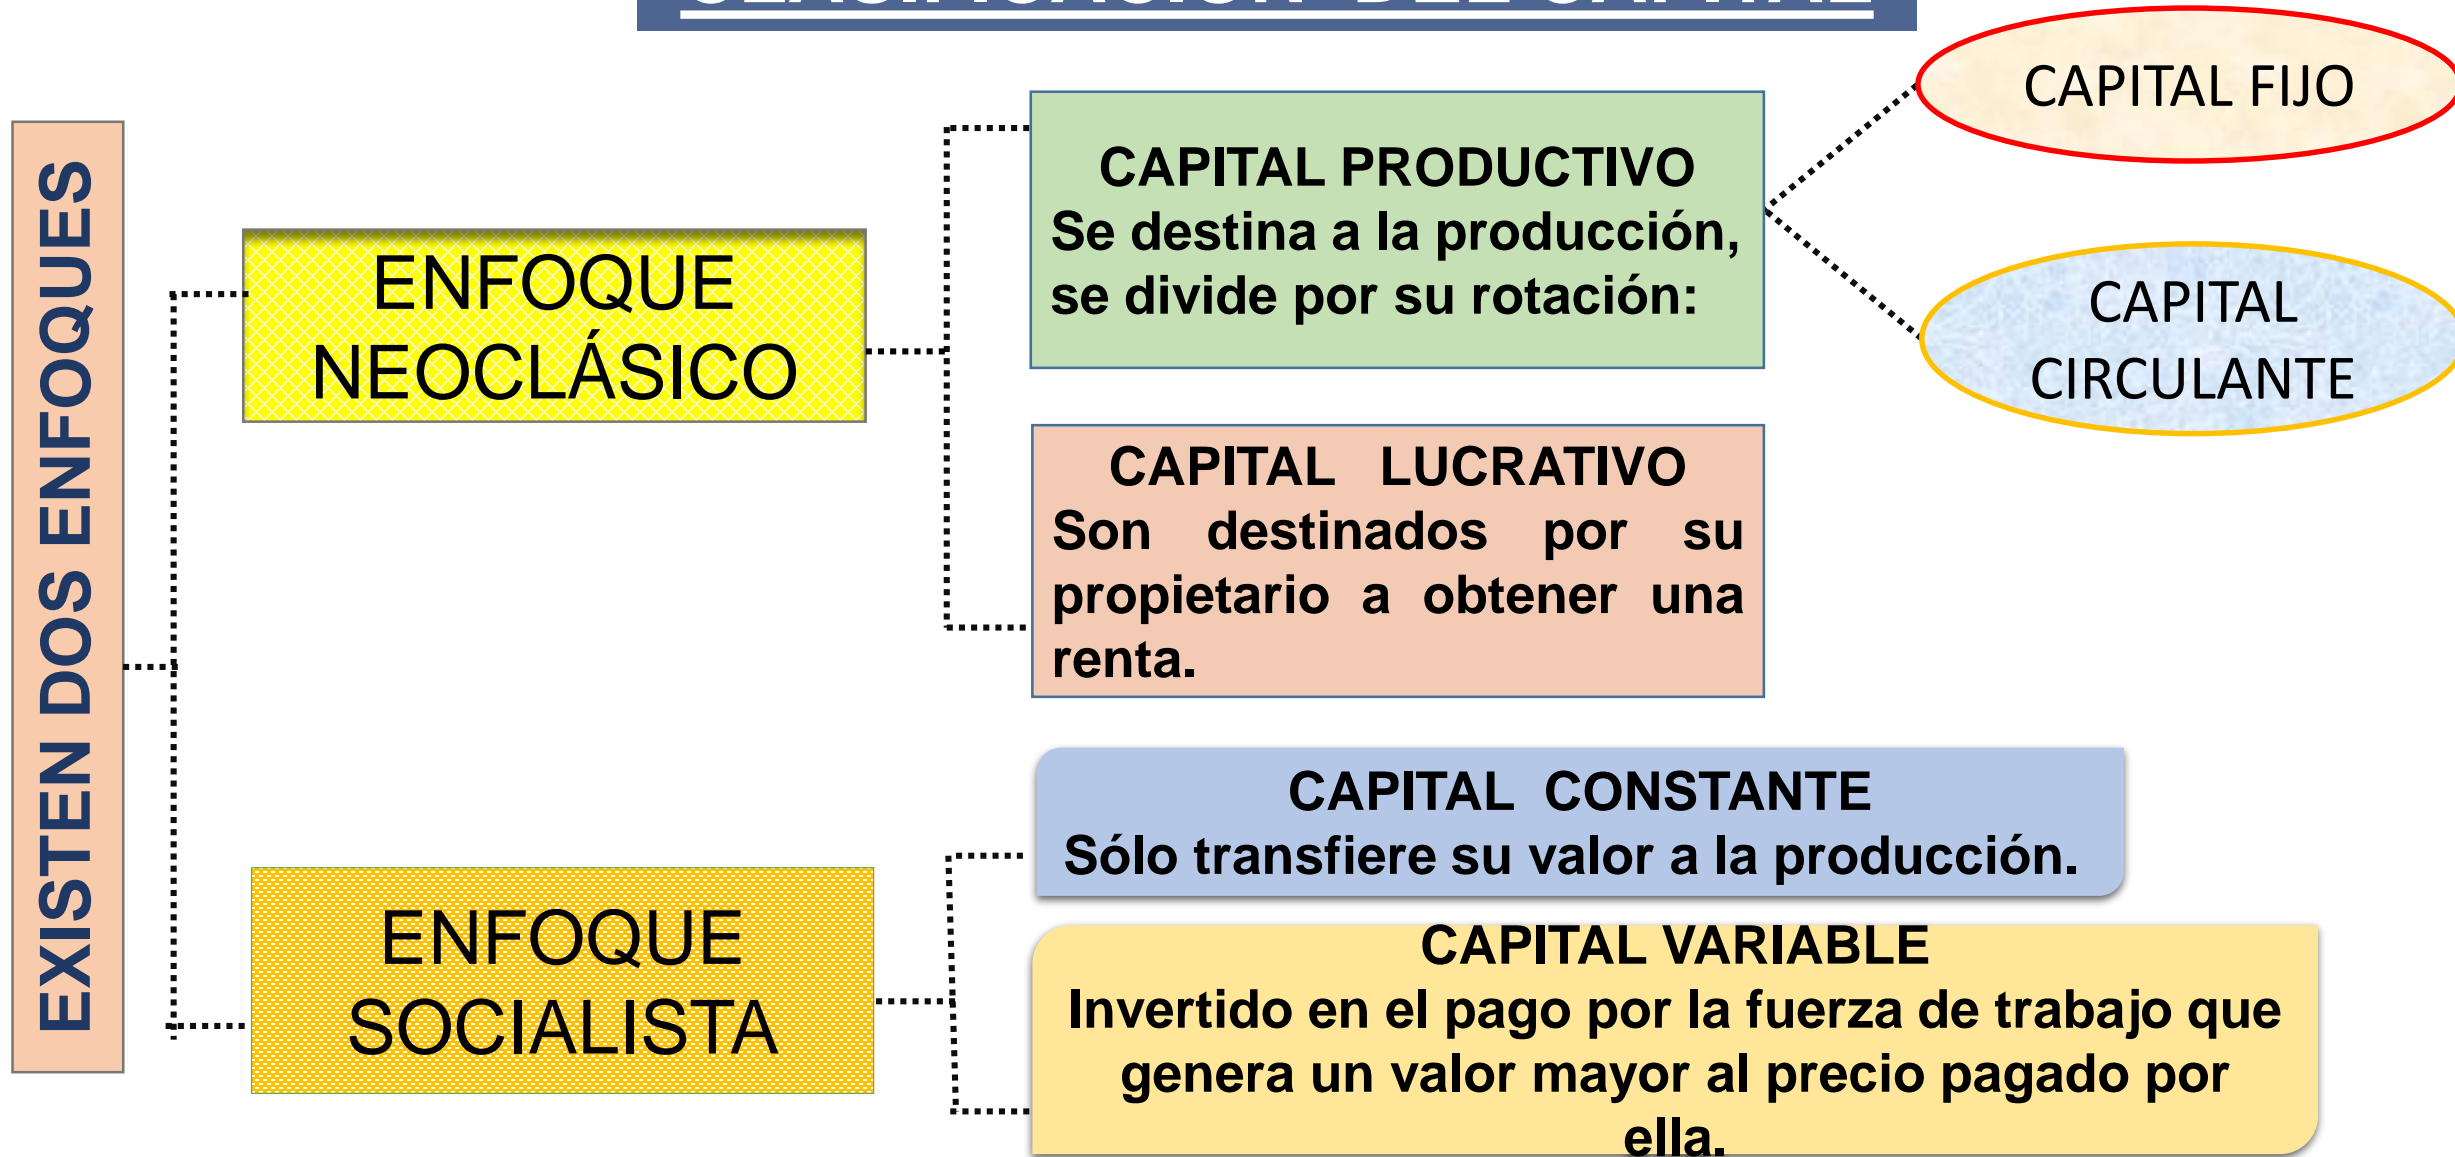 CLASIFICACIÓN DEL CAPITAL
EXISTEN DOS ENFOQUES
ENFOQUE
NEOCLÁSICO
CAPITAL PRODUCTIVO
Se destina a la producción,
se divide por su rotación:
CAPITAL FIJO
CAPITAL
CIRCULANTE
CAPITAL LUCRATIVO
Son destinados por su
propietario a obtener una
renta.
ENFOQUE
SOCIALISTA
CAPITAL CONSTANTE
Sólo transfiere su valor a la producción.
CAPITAL VARIABLE
Invertido en el pago por la fuerza de trabajo que
genera un valor mayor al precio pagado por
ella.